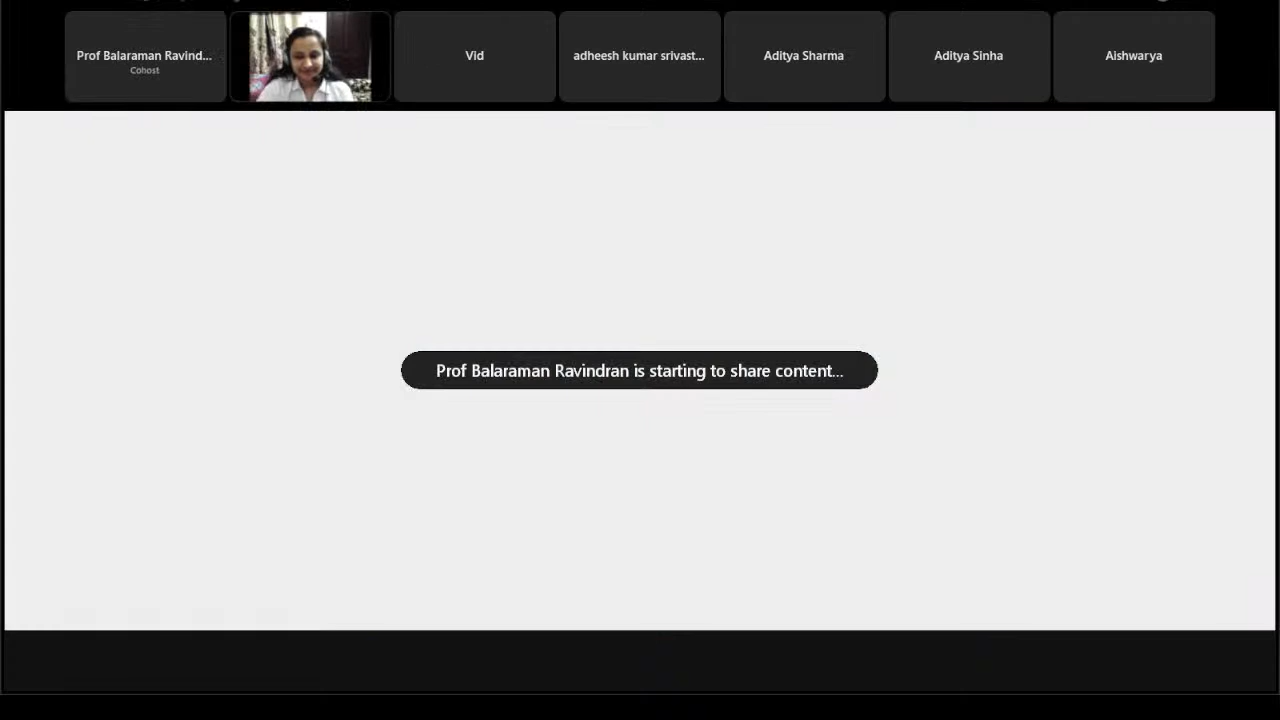 Prof Balaraman Ravind...
Cohost
Vid
adheesh kumar srivast...
Aditya Sharma
Aditya Sinha
Aishwarya
Prof Balaraman Ravindran is starting to share content...